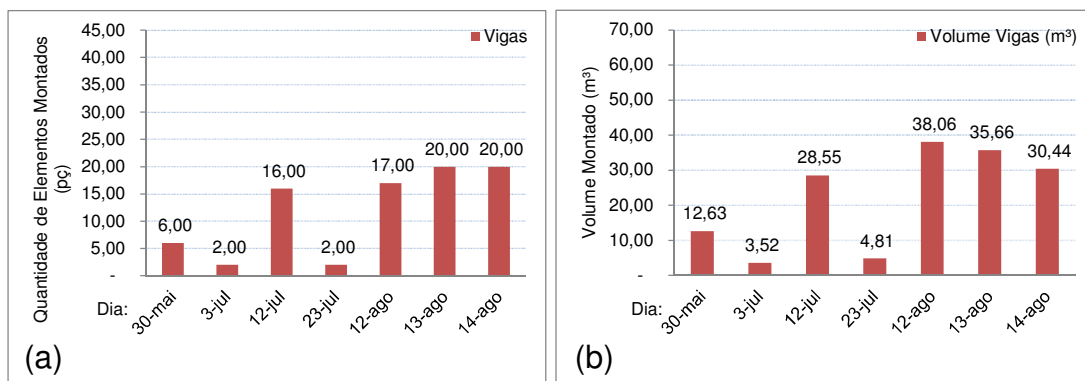 Vigas
Quantidade de Elementos Montados
(pç)
45,00
40,00
35,00
30,00
25,00
20,00
15,00
10,00
5,00
-
6,00
2,00
16,00
2,00
17,00
20,00
20,00
Dia:
30-mai
3-jul
12-jul
23-jul
12-ago
13-ago
14-ago
(a)
Volume Vigas (m³)
Volume Montado (m³)
70,00
60,00
50,00
40,00
30,00
20,00
10,00
-
12,63
3,52
28,55
4,81
38,06
35,66
30,44
Dia:
30-mai
3-jul
12-jul
23-jul
12-ago
13-ago
14-ago
(b)